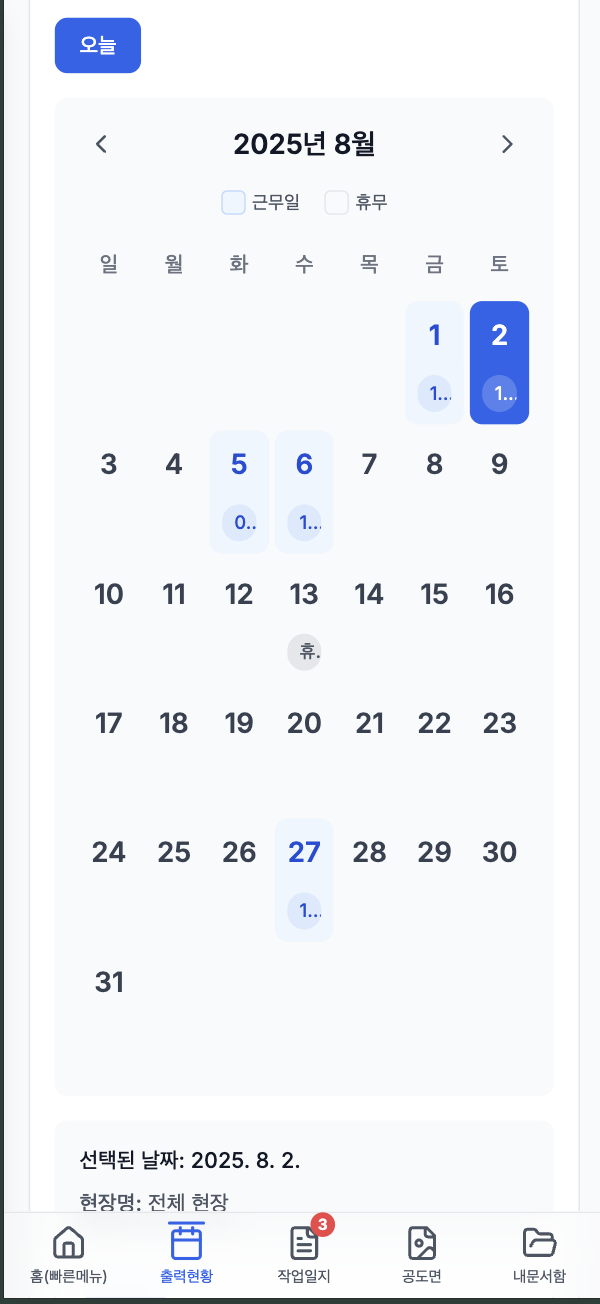 오늘
2025년 8월
근무일 휴무
일 월 화 수 목 금 토
1 2
1... 1...
3 4 5 6 7 8 9
0... 1...
10 11 12 13 14 15 16
휴.
17 18 19 20 21 22 23
24 25 26 27 28 29 30
1...
31
선택된 날짜: 2025. 8. 2.
현장명: 전체 현장
3
홈(빠른메뉴) 출력현황 작업일지 공도면 내문서함